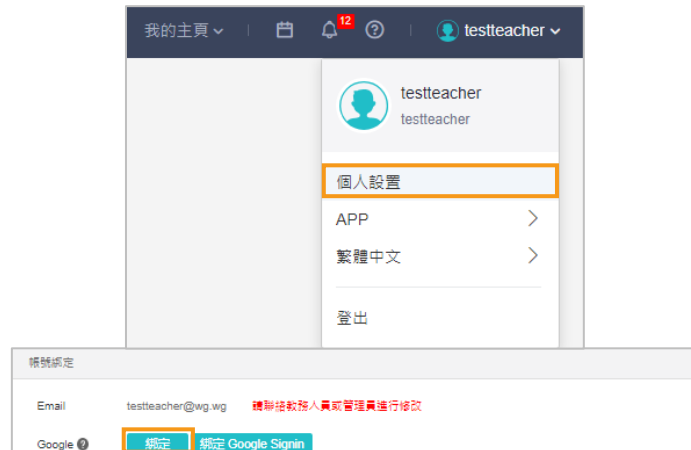 我的主頁 12 testteacher
testteacher
testteacher
個人設置
APP
繁體中文
登出
帳號綁定
Email testteacher@wg.wg 請聯絡教務人員或管理員進行修改
Google 綁定 綁定 Google Signin